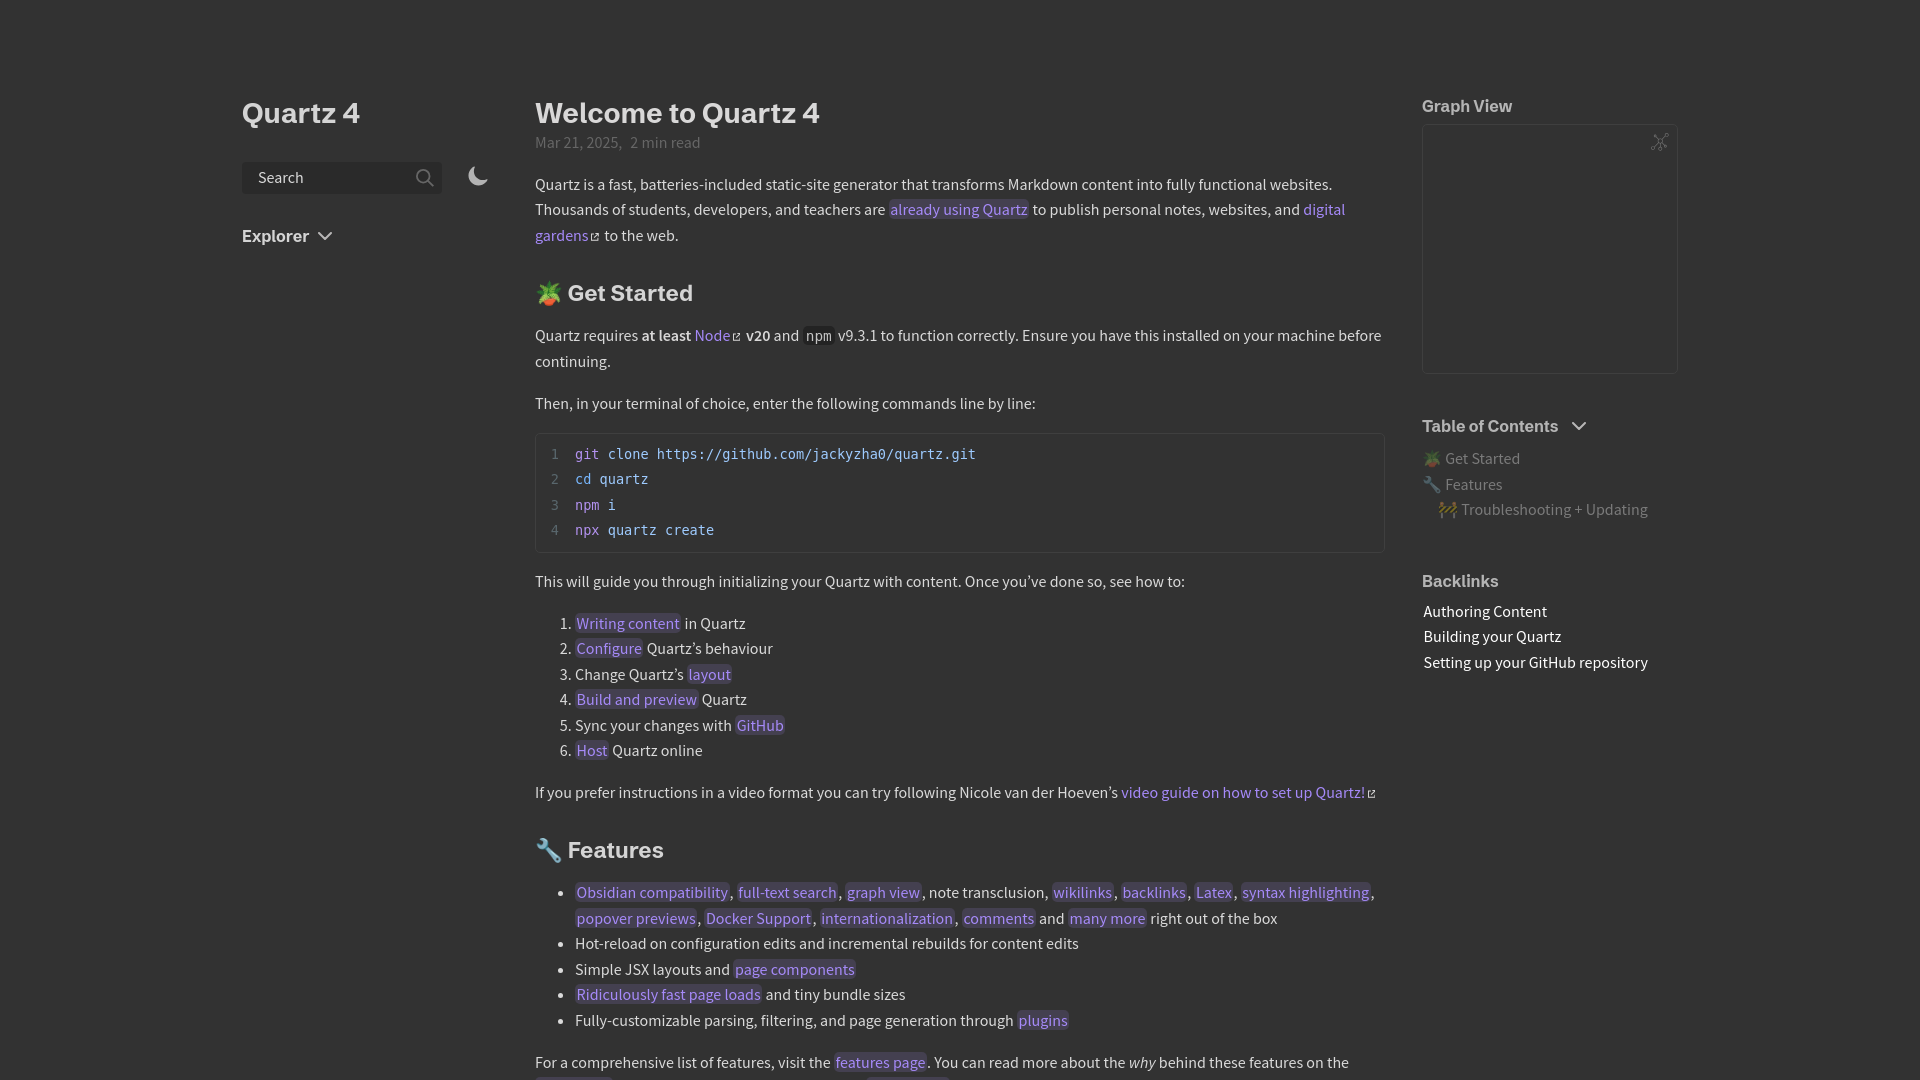 Quartz 4
Search
Explorer
Welcome to Quartz 4
Mar 21, 2025, 2 min read
Quartz is a fast, batteries-included static-site generator that transforms Markdown content into fully functional websites.
Thousands of students, developers, and teachers are already using Quartz to publish personal notes, websites, and digital
gardens to the web.
🪴 Get Started
Quartz requires at least Node v20 and npm v9.3.1 to function correctly. Ensure you have this installed on your machine before
continuing.
Then, in your terminal of choice, enter the following commands line by line:
1 git clone https://github.com/jackyzha0/quartz.git
2 cd quartz
3 npm i
4 npx quartz create
This will guide you through initializing your Quartz with content. Once you’ve done so, see how to:
1. Writing content in Quartz
2. Configure Quartz’s behaviour
3. Change Quartz’s layout
4. Build and preview Quartz
5. Sync your changes with GitHub
6. Host Quartz online
If you prefer instructions in a video format you can try following Nicole van der Hoeven’s video guide on how to set up Quartz!
🔧 Features
• Obsidian compatibility, full-text search, graph view, note transclusion, wikilinks, backlinks, Latex, syntax highlighting,
popover previews, Docker Support, internationalization, comments and many more right out of the box
• Hot-reload on configuration edits and incremental rebuilds for content edits
• Simple JSX layouts and page components
• Ridiculously fast page loads and tiny bundle sizes
• Fully-customizable parsing, filtering, and page generation through plugins
For a comprehensive list of features, visit the features page. You can read more about the why behind these features on the
Graph View
Table of Contents
🪴 Get Started
🔧 Features
🚧 Troubleshooting + Updating
Backlinks
Authoring Content
Building your Quartz
Setting up your GitHub repository